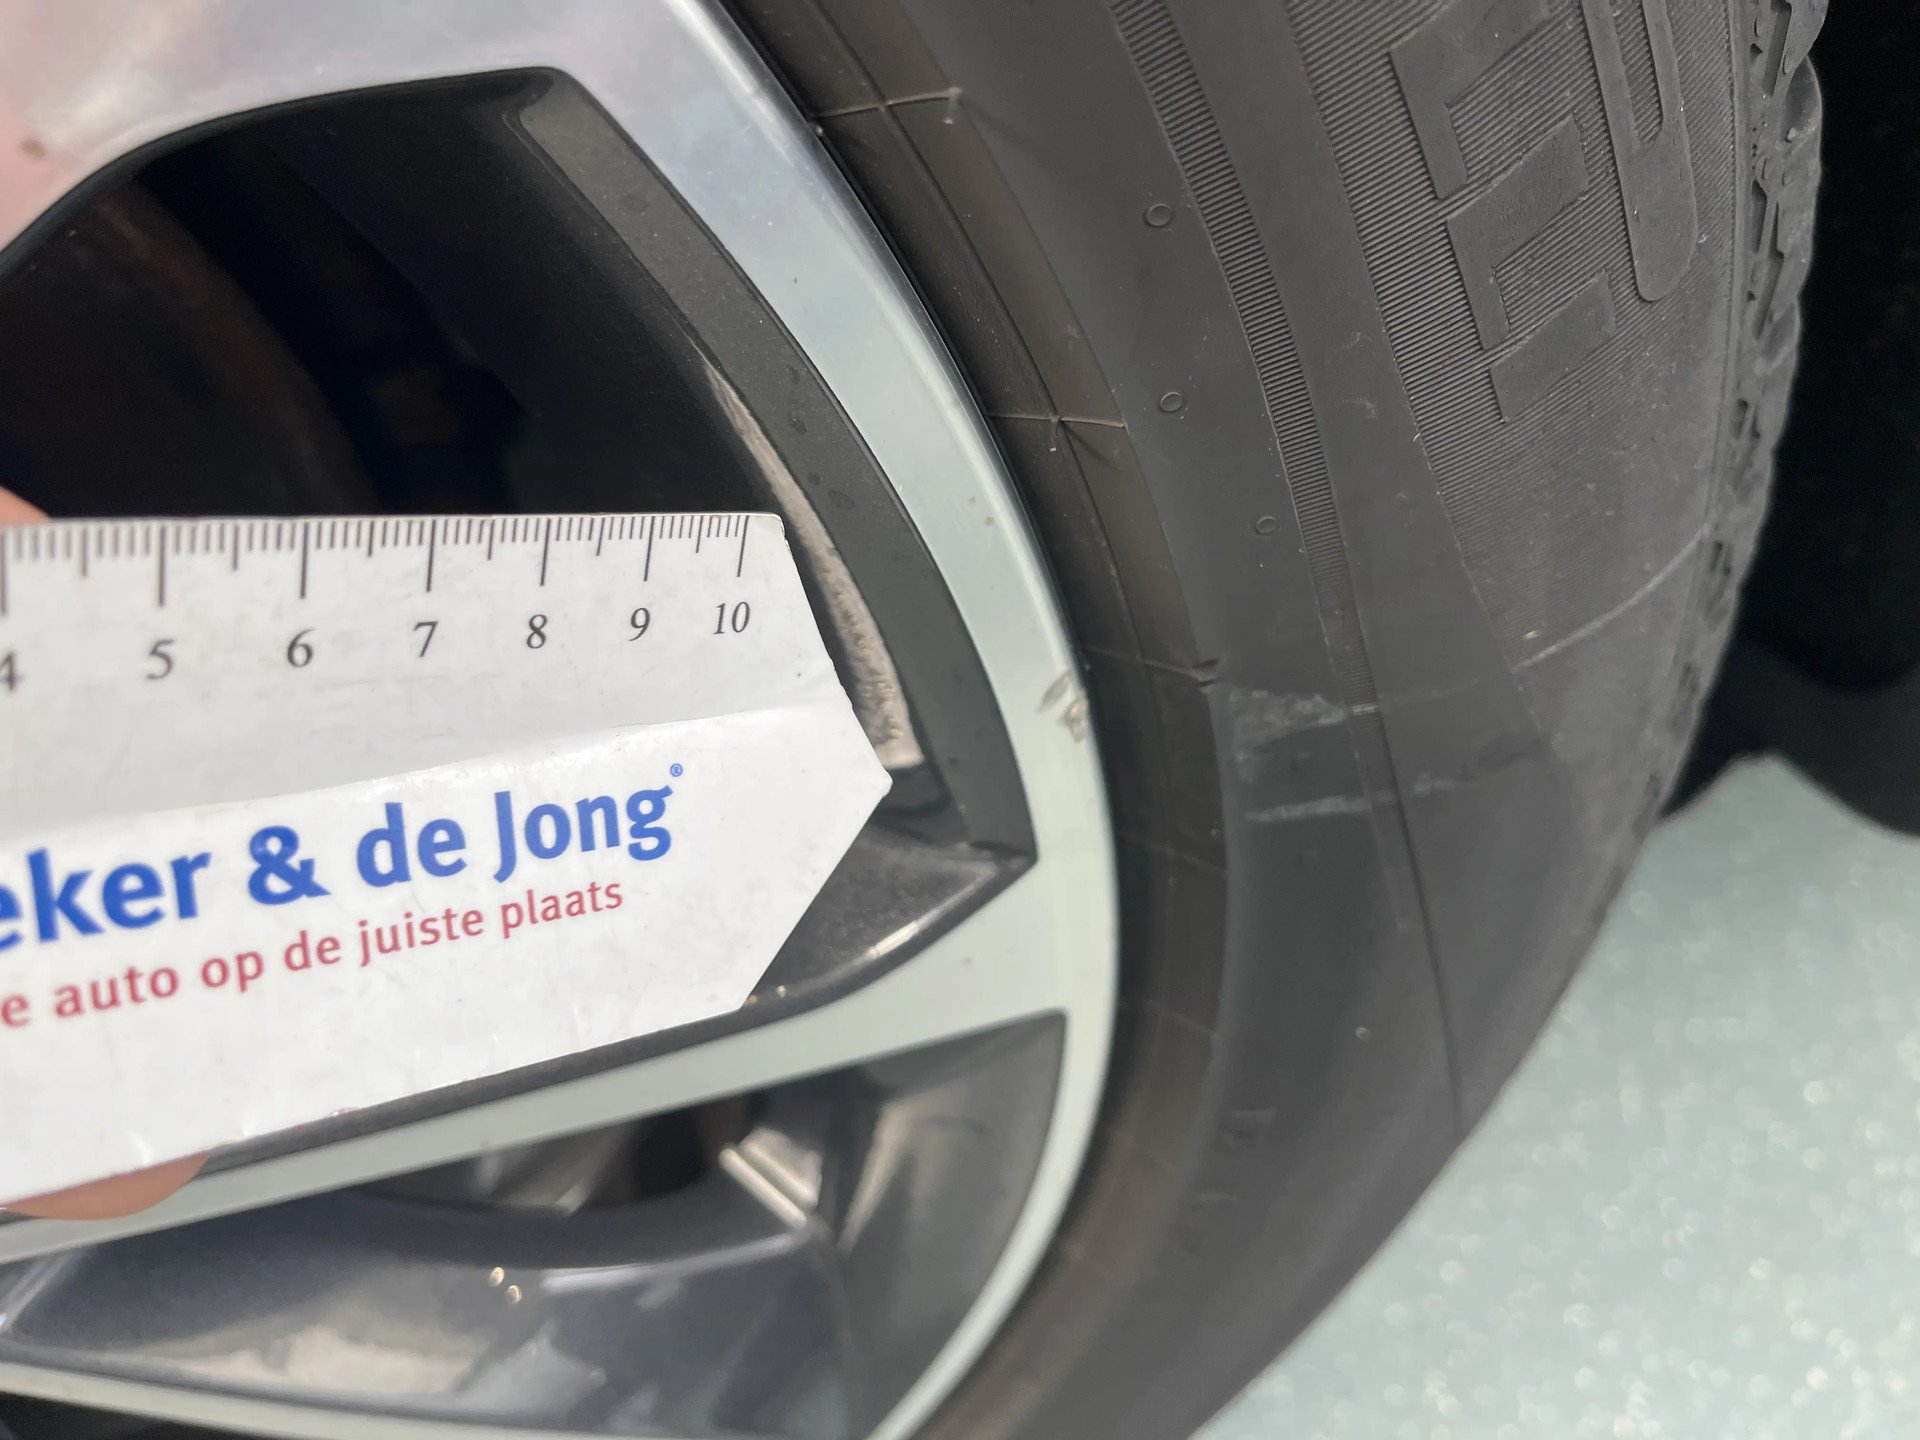 4 5 6 7 8 9 10
eker & de Jong®
e auto op de juiste plaats